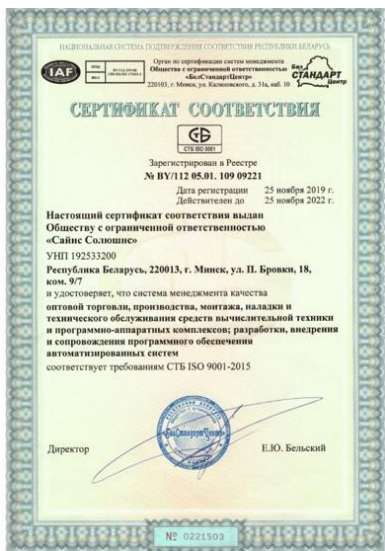 НАЦИОНАЛЬНАЯ СИСТЕМА ПОДТВЕРЖДЕНИЯ СООТВЕТСТВИЯ РЕСПУБЛИКИ БЕЛАРУСЬ
IAF
Орган по сертификации систем менеджмента
Общества с ограниченной ответственностью
«БелСтандартЦентр»
220103, г. Минск, ул. Калиновского, д. 31а, каб. 10
Бел
СТАНДАРТ
Центр
СЕРТИФИКАТ СООТВЕТСТВИЯ
СТБ ISO 9001
Зарегистрирован в Реестре
№ BY/112 05.01. 109 09221
Дата регистрации 25 ноября 2019 г.
Действителен до 25 ноября 2022 г.
Настоящий сертификат соответствия выдан
Обществу с ограниченной ответственностью
«Сайнс Солюшнс»
УНП 192533200
Республика Беларусь, 220013, г. Минск, ул. П. Бровки, 18,
ком. 9/7
и удостоверяет, что система менеджмента качества
оптовой торговли, производства, монтажа, наладки и
технического обслуживания средств вычислительной техники
и программно-аппаратных комплексов; разработки, внедрения
и сопровождения программного обеспечения
автоматизированных систем
соответствует требованиям СТБ ISO 9001-2015
«БелСтандартЦентр»
Директор Е.Ю. Бельский
№ 0221503